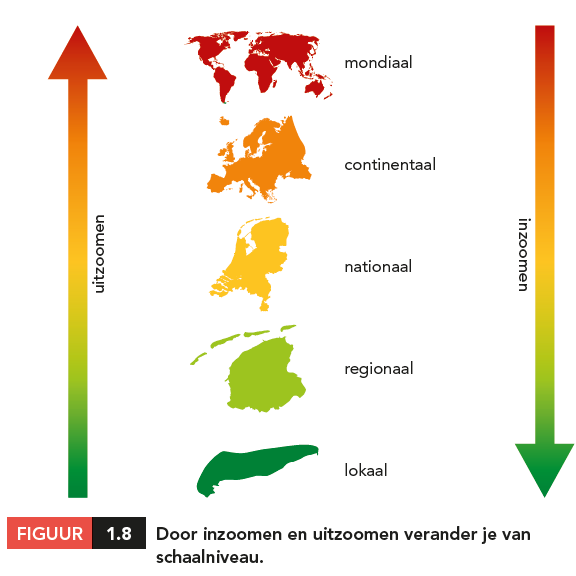 mondiaal
continentaal
uitzoomen
inzoomen
nationaal
regionaal
lokaal
FIGUUR 1.8 Door inzoomen en uitzoomen verander je van
schaalniveau.